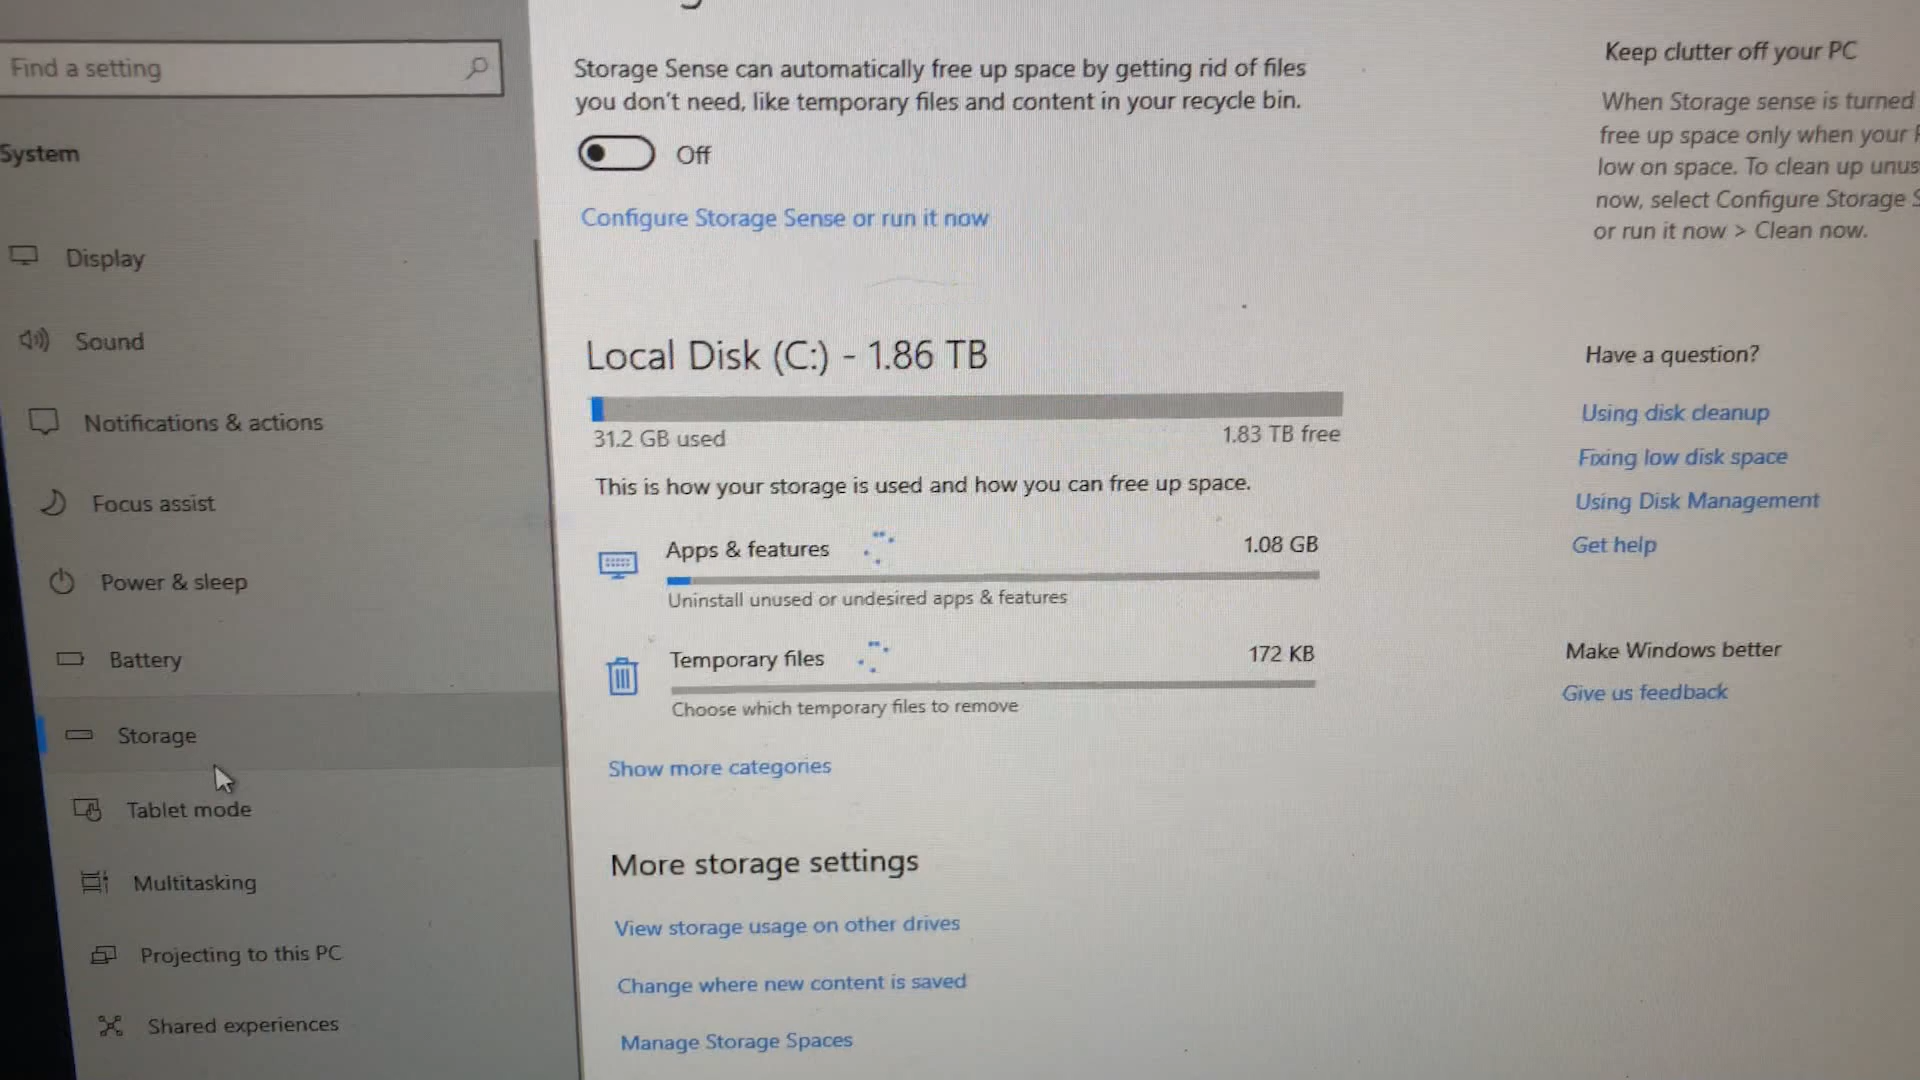 Find a setting
System
Display
Sound
Notifications & actions
Focus assist
Power & sleep
Battery
Storage
Tablet mode
Multitasking
Projecting to this PC
Shared experiences
Storage Sense can automatically free up space by getting rid of files
you don't need, like temporary files and content in your recycle bin.
Off
Configure Storage Sense or run it now
Local Disk (C:) - 1.86 TB
31.2 GB used
1.83 TB free
This is how your storage is used and how you can free up space.
Apps & features
1.08 GB
Uninstall unused or undesired apps & features
Temporary files
172 KB
Choose which temporary files to remove
Show more categories
More storage settings
View storage usage on other drives
Change where new content is saved
Manage Storage Spaces
Keep clutter off your PC
When Storage sense is turned
free up space only when your
low on space. To clean up unus
now, select Configure Storage S
or run it now > Clean now.
Have a question?
Using disk cleanup
Fixing low disk space
Using Disk Management
Get help
Make Windows better
Give us feedback